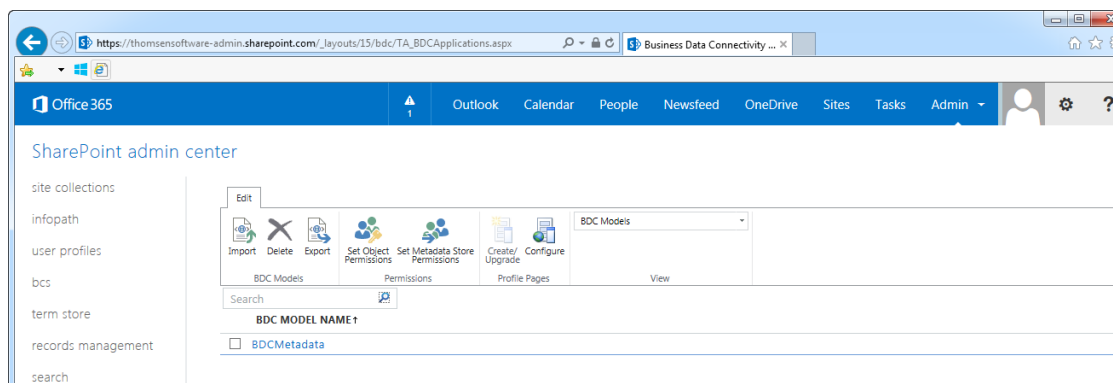 https://thomsensoftware-admin.sharepoint.com/_layouts/15/bdc/TA_BDCApplications.aspx
Business Data Connectivity ...
Office 365
1
Outlook
Calendar
People
Newsfeed
OneDrive
Sites
Tasks
Admin
?
SharePoint admin center
site collections
infopath
user profiles
bcs
term store
records management
search
Edit
Import
Delete
Export
BDC Models
Set Object
Permissions
Set Metadata Store
Permissions
Permissions
Create/
Upgrade
Configure
Profile Pages
BDC Models
View
Search
BDC MODEL NAME↑
BDCMetadata